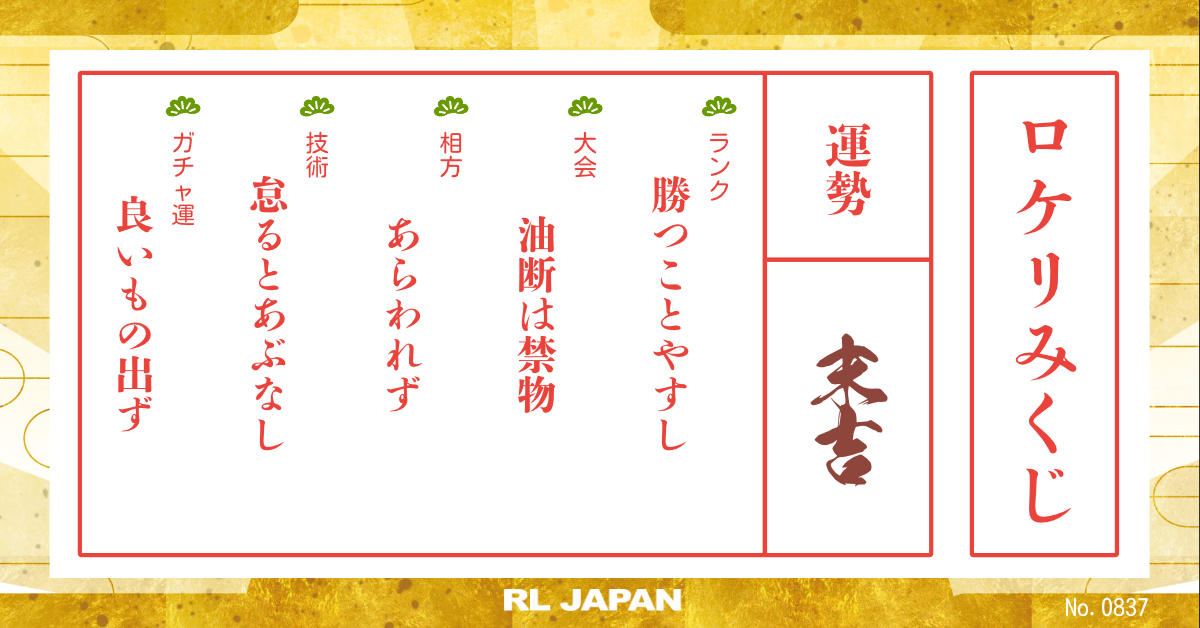 ロケリみくじ
運勢
末吉
ランク
勝つことやすし
大会
油断は禁物
相方
あらわれず
技術
怠るとあぶなし
ガチャ運
良いもの出ず
RL JAPAN
No. 0837